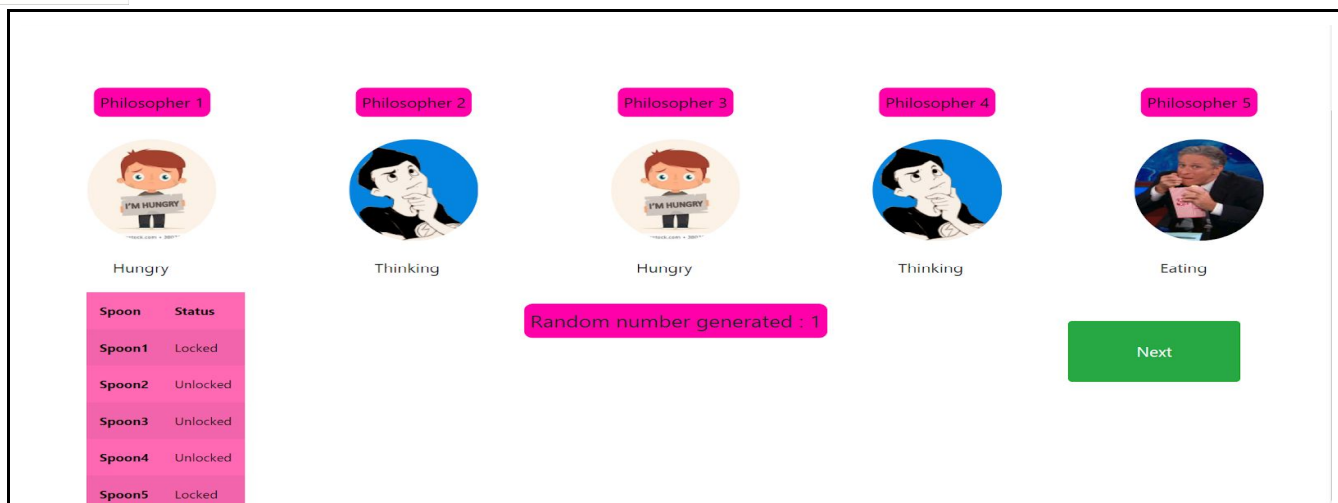 Philosopher 1 Philosopher 2 Philosopher 3 Philosopher 4 Philosopher 5
I'M HUNGRY I'M HUNGRY
Hungry Thinking Hungry Thinking Eating
Spoon Status
Random number generated : 1
Spoon1 Locked
Next
Spoon2 Unlocked
Spoon3 Unlocked
Spoon4 Unlocked
Spoon5 Locked